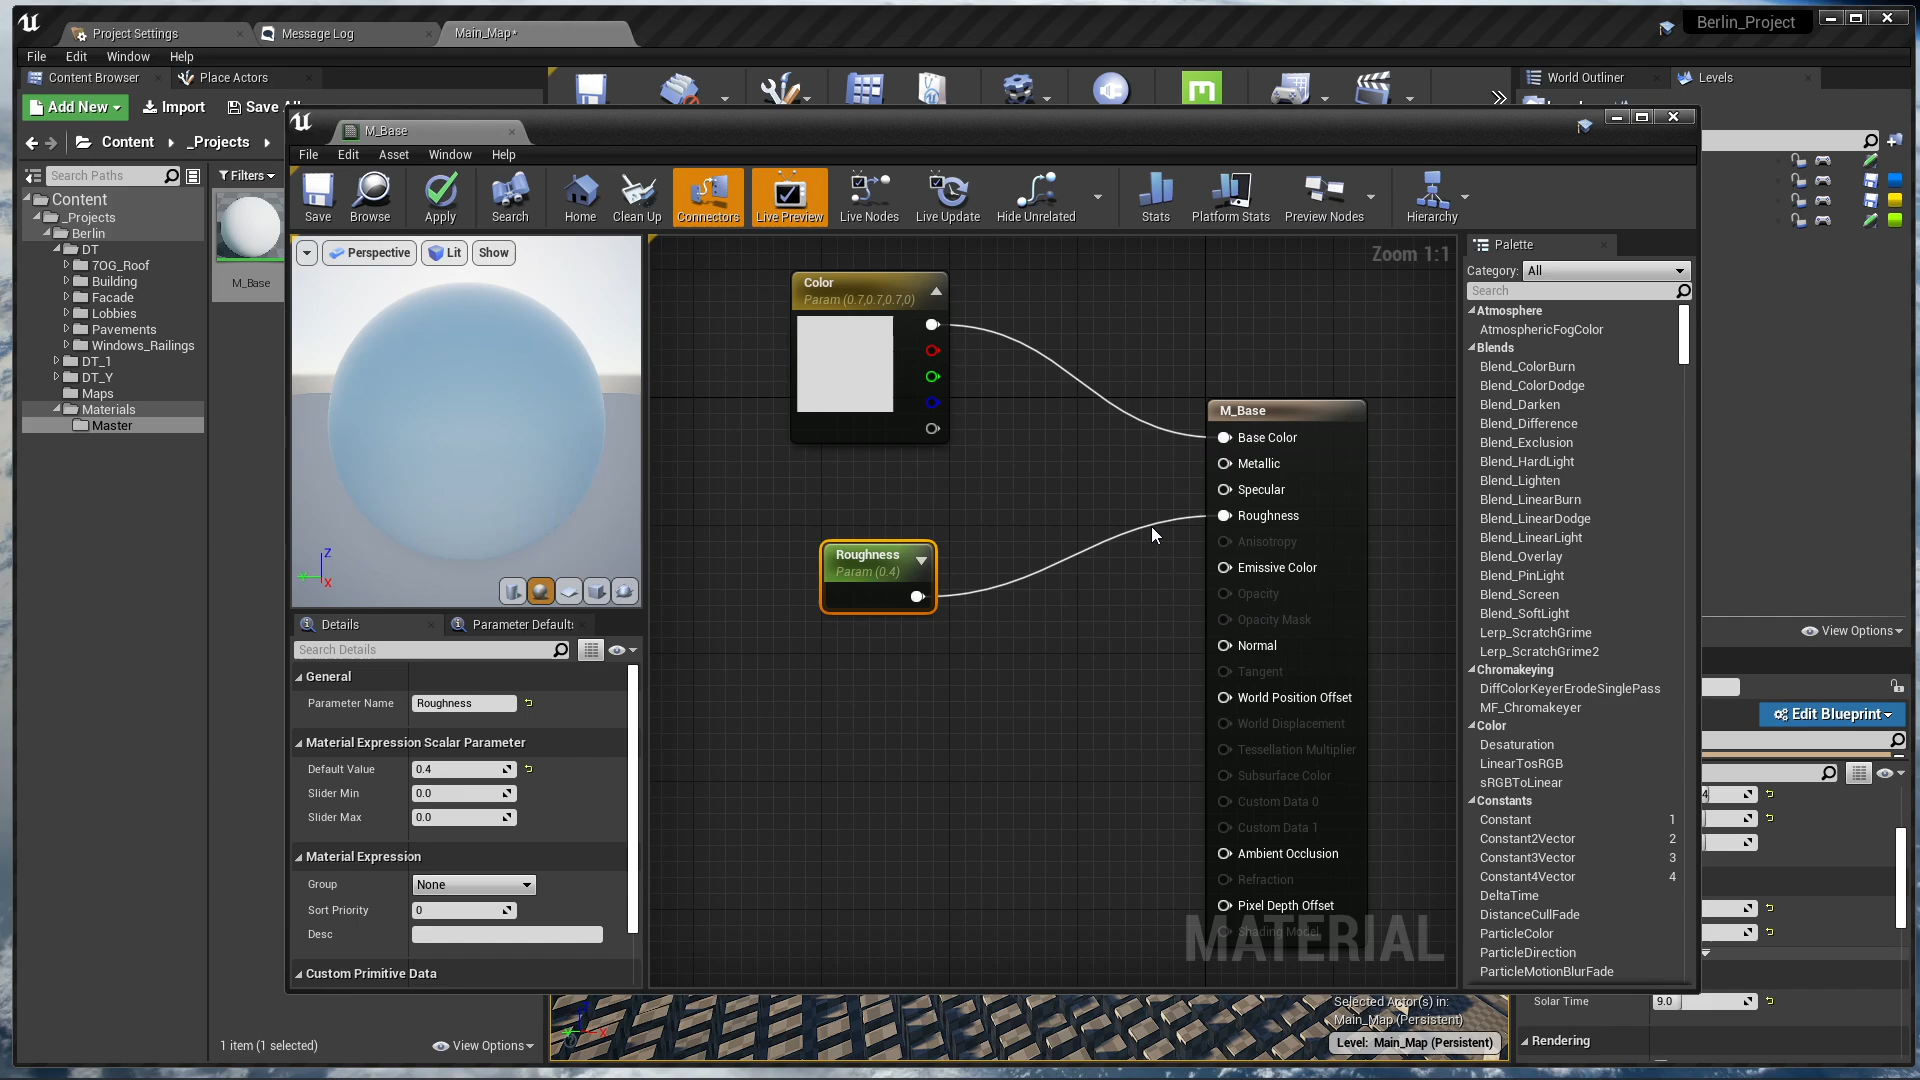 Project Settings
Message Log
Main_Map*
Berlin_Project
File Edit Window Help
Content Browser
Place Actors
World Outliner
Levels
Add New
Import
Content
_Projects
Search Paths
Filters
Content
_Projects
Berlin
DT
7OG_Roof
Building
Facade
Lobbies
Pavements
Windows_Railings
DT_1
DT_Y
Maps
Materials
Master
M_Base
1 item (1 selected)
View Options
M_Base
File Edit Asset Window Help
Save
Browse
Apply
Search
Home
Clean Up
Connectors
Live Preview
Live Nodes
Live Update
Hide Unrelated
Stats
Platform Stats
Preview Nodes
Hierarchy
Perspective
Lit
Show
Z
X
Details
Parameter Defaults
Search Details
General
Parameter Name Roughness
Material Expression Scalar Parameter
Default Value 0.4
Slider Min 0.0
Slider Max 0.0
Material Expression
Group None
Sort Priority 0
Desc
Custom Primitive Data
Zoom 1:1
Color
Param (0.7,0.7,0.7,0)
Roughness
Param (0.4)
M_Base
Base Color
Metallic
Specular
Roughness
Anisotropy
Emissive Color
Opacity
Opacity Mask
Normal
Tangent
World Position Offset
World Displacement
Tessellation Multiplier
Subsurface Color
Custom Data 0
Custom Data 1
Ambient Occlusion
Refraction
Pixel Depth Offset
Shading Model
MATERIAL
Palette
Category: All
Search
Atmosphere
AtmosphericFogColor
Blends
Blend_ColorBurn
Blend_ColorDodge
Blend_Darken
Blend_Difference
Blend_Exclusion
Blend_HardLight
Blend_Lighten
Blend_LinearBurn
Blend_LinearDodge
Blend_LinearLight
Blend_Overlay
Blend_PinLight
Blend_Screen
Blend_SoftLight
Lerp_ScratchGrime
Lerp_ScratchGrime2
Chromakeying
DiffColorKeyerErodeSinglePass
MF_Chromakeyer
Color
Desaturation
LinearTosRGB
sRGBToLinear
Constants
Constant 1
Constant2Vector 2
Constant3Vector 3
Constant4Vector 4
DeltaTime
DistanceCullFade
ParticleColor
ParticleDirection
ParticleMotionBlurFade
View Options
Edit Blueprint
Solar Time 9.0
Rendering
Selected Actor(s) in:
Main_Map (Persistent)
Level: Main_Map (Persistent)